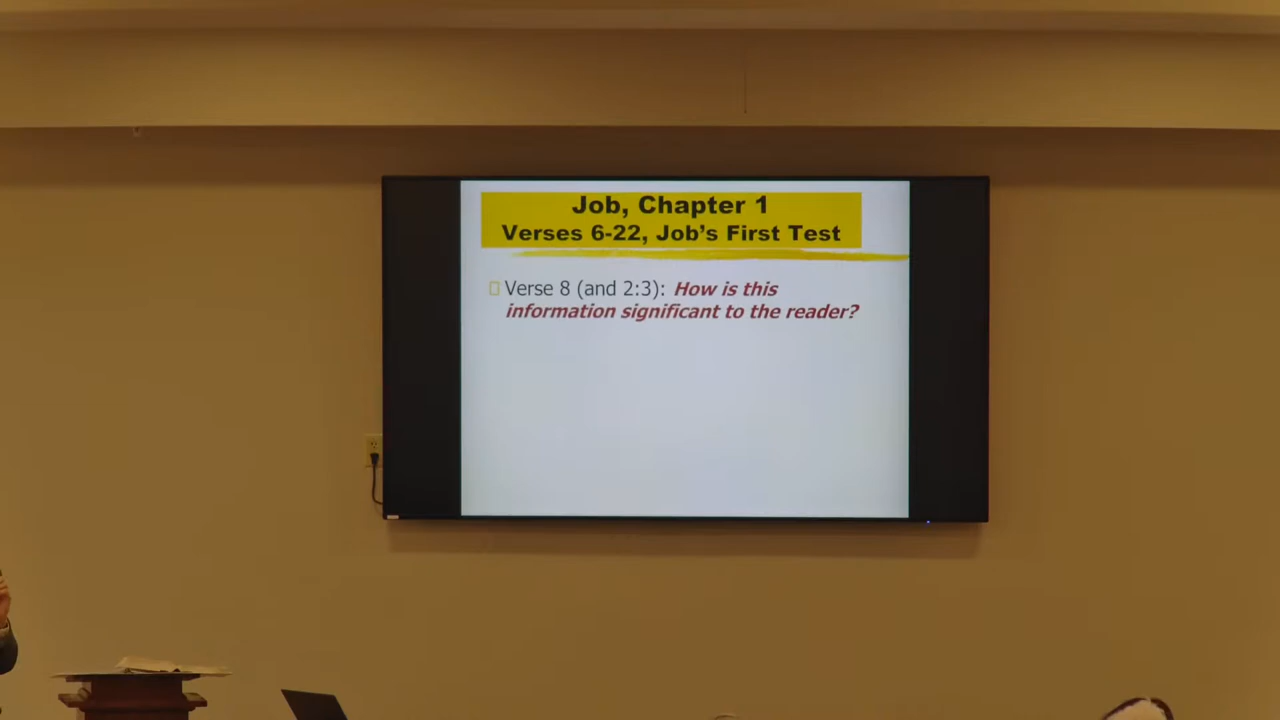 Job, Chapter 1
Verses 6-22, Job's First Test
Verse 8 (and 2:3): How is this
information significant to the reader?